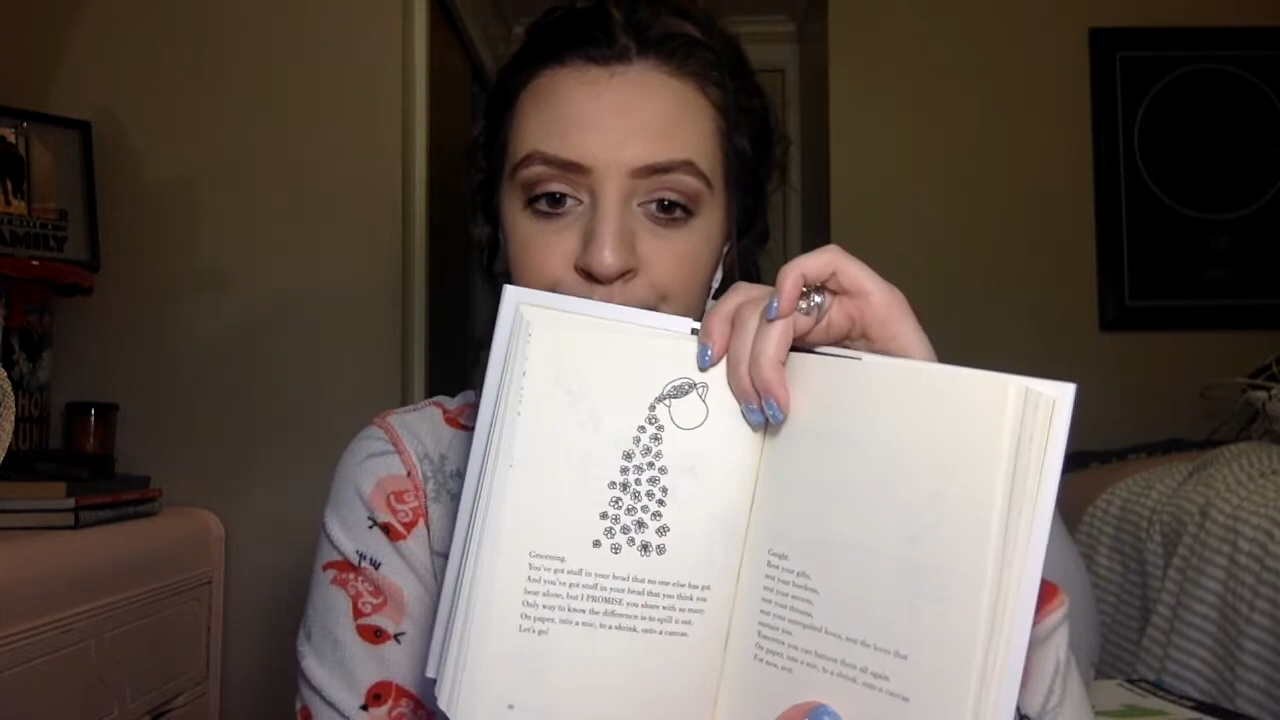 FAMILY
Gmorning.
You've got stuff in your head that no one else has got.
And you've got stuff in your head that you think you
bear alone, but I PROMISE you share with so many.
Only way to know the difference is to spill it out.
On paper, into a mic, to a shrink, onto a canvas.
Let's go!
Gnight.
Rest your gifts,
rest your burdens,
rest your secrets,
rest your dreams,
rest your unrequited loves, and the loves that
sustain you.
Tomorrow you can harvest them all again.
On paper, into a mic, to a shrink, onto a canvas.
For now, rest.